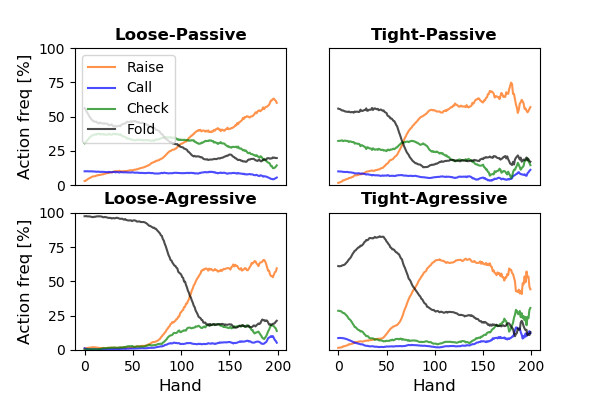 Loose-Passive
Tight-Passive
Action freq [%]
100
75
50
25
0
Raise
Call
Check
Fold
Loose-Agressive
Tight-Agressive
Action freq [%]
100
75
50
25
0
0 50 100 150 200
0 50 100 150 200
Hand
Hand